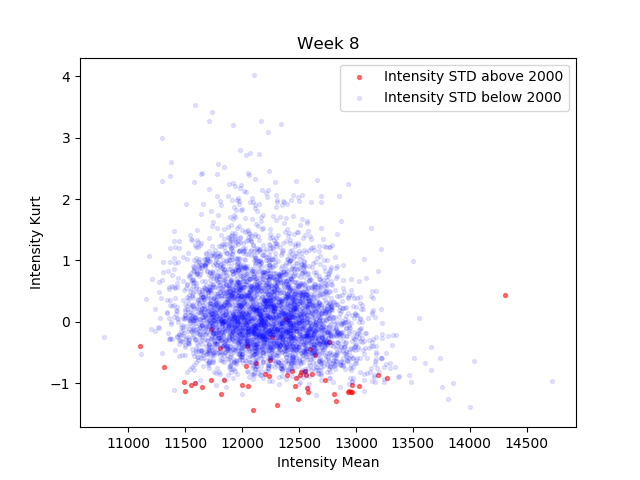 Week 8
Intensity STD above 2000
Intensity STD below 2000
4
3
2
1
0
−1
Intensity Kurt
11000 11500 12000 12500 13000 13500 14000 14500
Intensity Mean